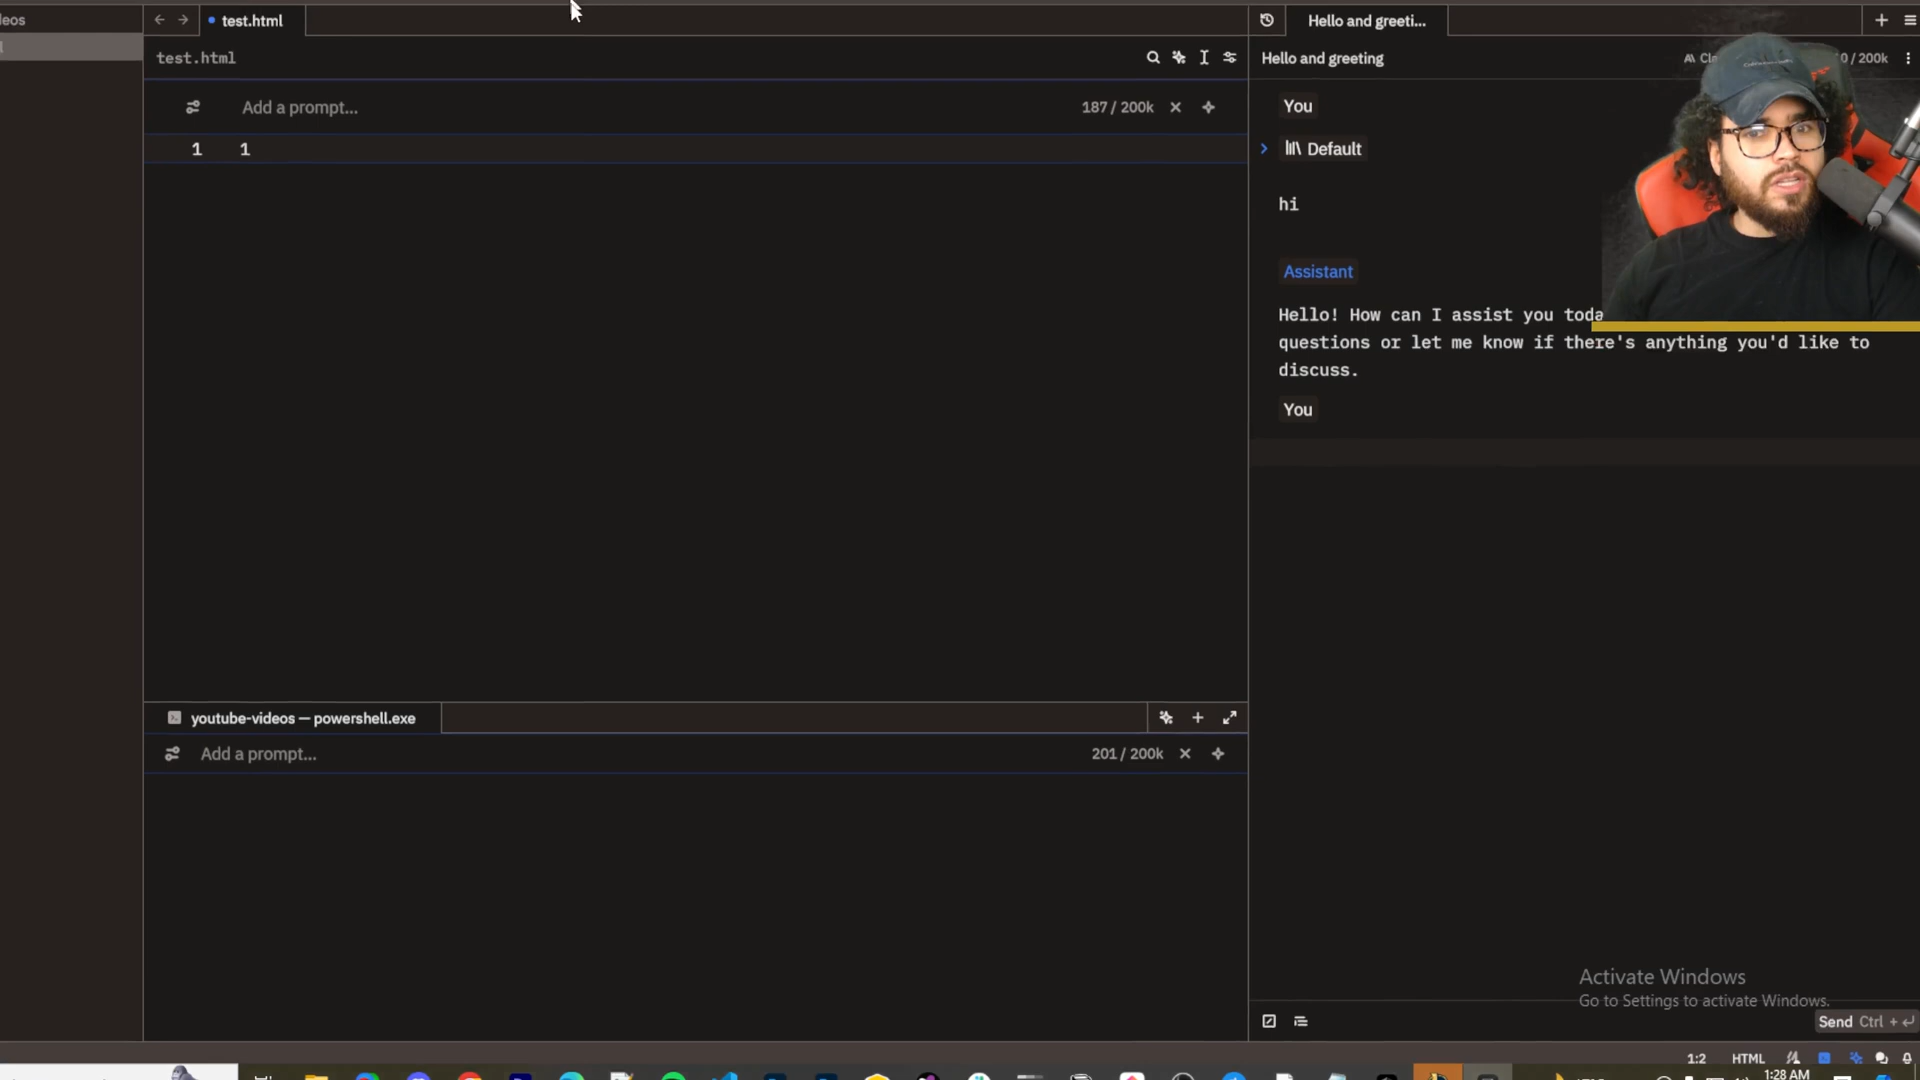 eos
test.html
Hello and greeti...
test.html
Hello and greeting
0 / 200k
Add a prompt...
187 / 200k
You
1 1
Default
hi
Assistant
Hello! How can I assist you toda
questions or let me know if there's anything you'd like to
discuss.
You
youtube-videos — powershell.exe
Add a prompt...
201 / 200k
Activate Windows
Go to Settings to activate Windows.
Send Ctrl +
1:2
HTML
1:28 AM